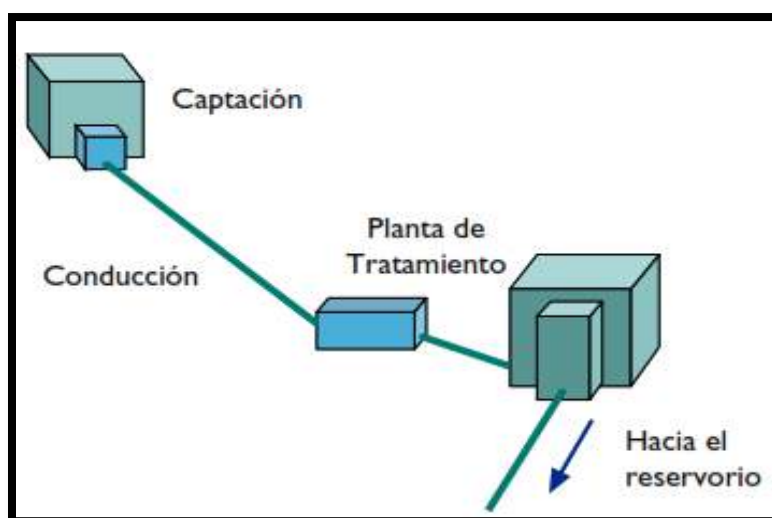 Captación
Planta de
Tratamiento
Conducción
Hacia el
reservorio